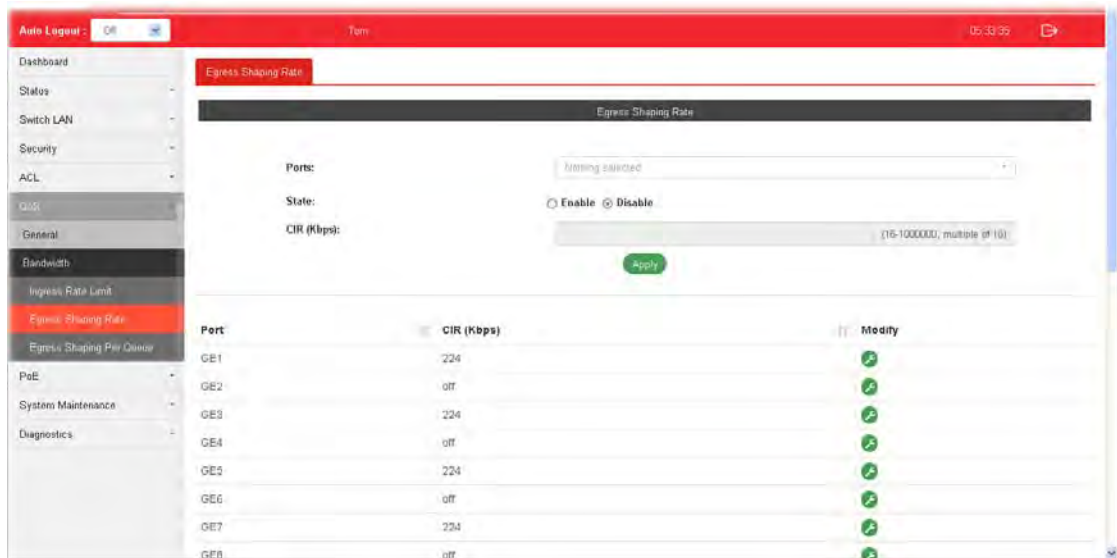 Auto Logout : Off Tom 05:33:35
Dashboard
Status
Switch LAN
Security
ACL
QoS
General
Bandwidth
Ingress Rate Limit
Egress Shaping Rate
Egress Shaping Per Queue
PoE
System Maintenance
Diagnostics
Egress Shaping Rate
Egress Shaping Rate
Ports: Nothing selected
State: Enable Disable
CIR (Kbps): (16-1000000, multiple of 16)
Apply
Port CIR (Kbps) Modify
GE1 224
GE2 off
GE3 224
GE4 off
GE5 224
GE6 off
GE7 224
GE8 off